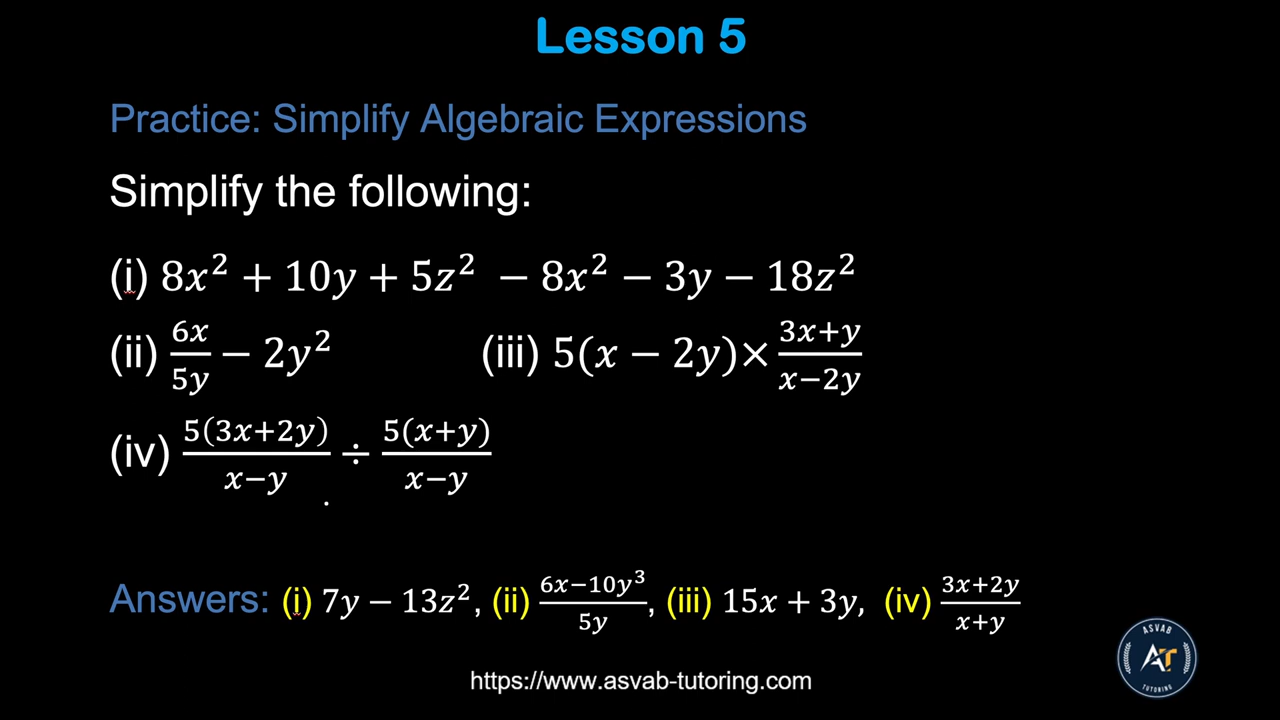 Lesson 5
Practice: Simplify Algebraic Expressions
Simplify the following:
(i) 8x² + 10y + 5z² − 8x² − 3y − 18z²
(ii) 6x/5y − 2y² (iii) 5(x − 2y)× 3x+y/x−2y
(iv) 5(3x+2y)/x−y ÷ 5(x+y)/x−y
.
Answers: (i) 7y − 13z², (ii) 6x−10y³/5y, (iii) 15x + 3y, (iv) 3x+2y/x+y
ASVAB
AT
TUTORING
https://www.asvab-tutoring.com